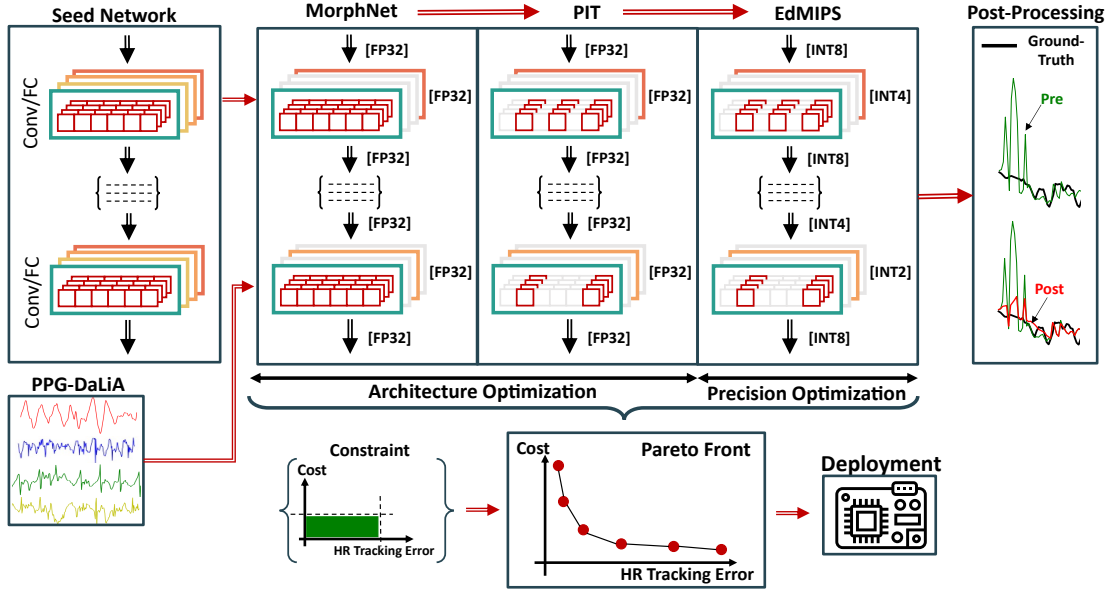 Seed Network
MorphNet
PIT
EdMIPS
Post-Processing
Conv/FC
Conv/FC
[FP32]
[FP32]
[FP32]
[FP32]
[FP32]
[FP32]
[FP32]
[FP32]
[FP32]
[FP32]
[FP32]
[FP32]
[INT8]
[INT4]
[INT8]
[INT4]
[INT2]
[INT8]
Ground-
Truth
Pre
Post
PPG-DaLiA
Architecture Optimization
Precision Optimization
Constraint
Cost
HR Tracking Error
Cost
Pareto Front
HR Tracking Error
Deployment